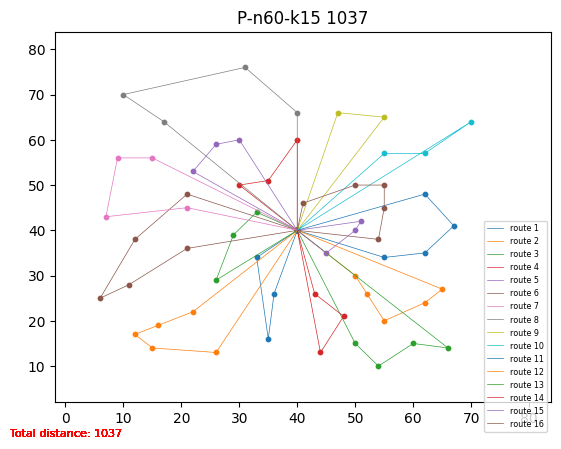 P-n60-k15 1037
80
70
60
50
40
30
20
10
0 10 20 30 40 50 60 70 80
route 1
route 2
route 3
route 4
route 5
route 6
route 7
route 8
route 9
route 10
route 11
route 12
route 13
route 14
route 15
route 16
Total distance: 1037